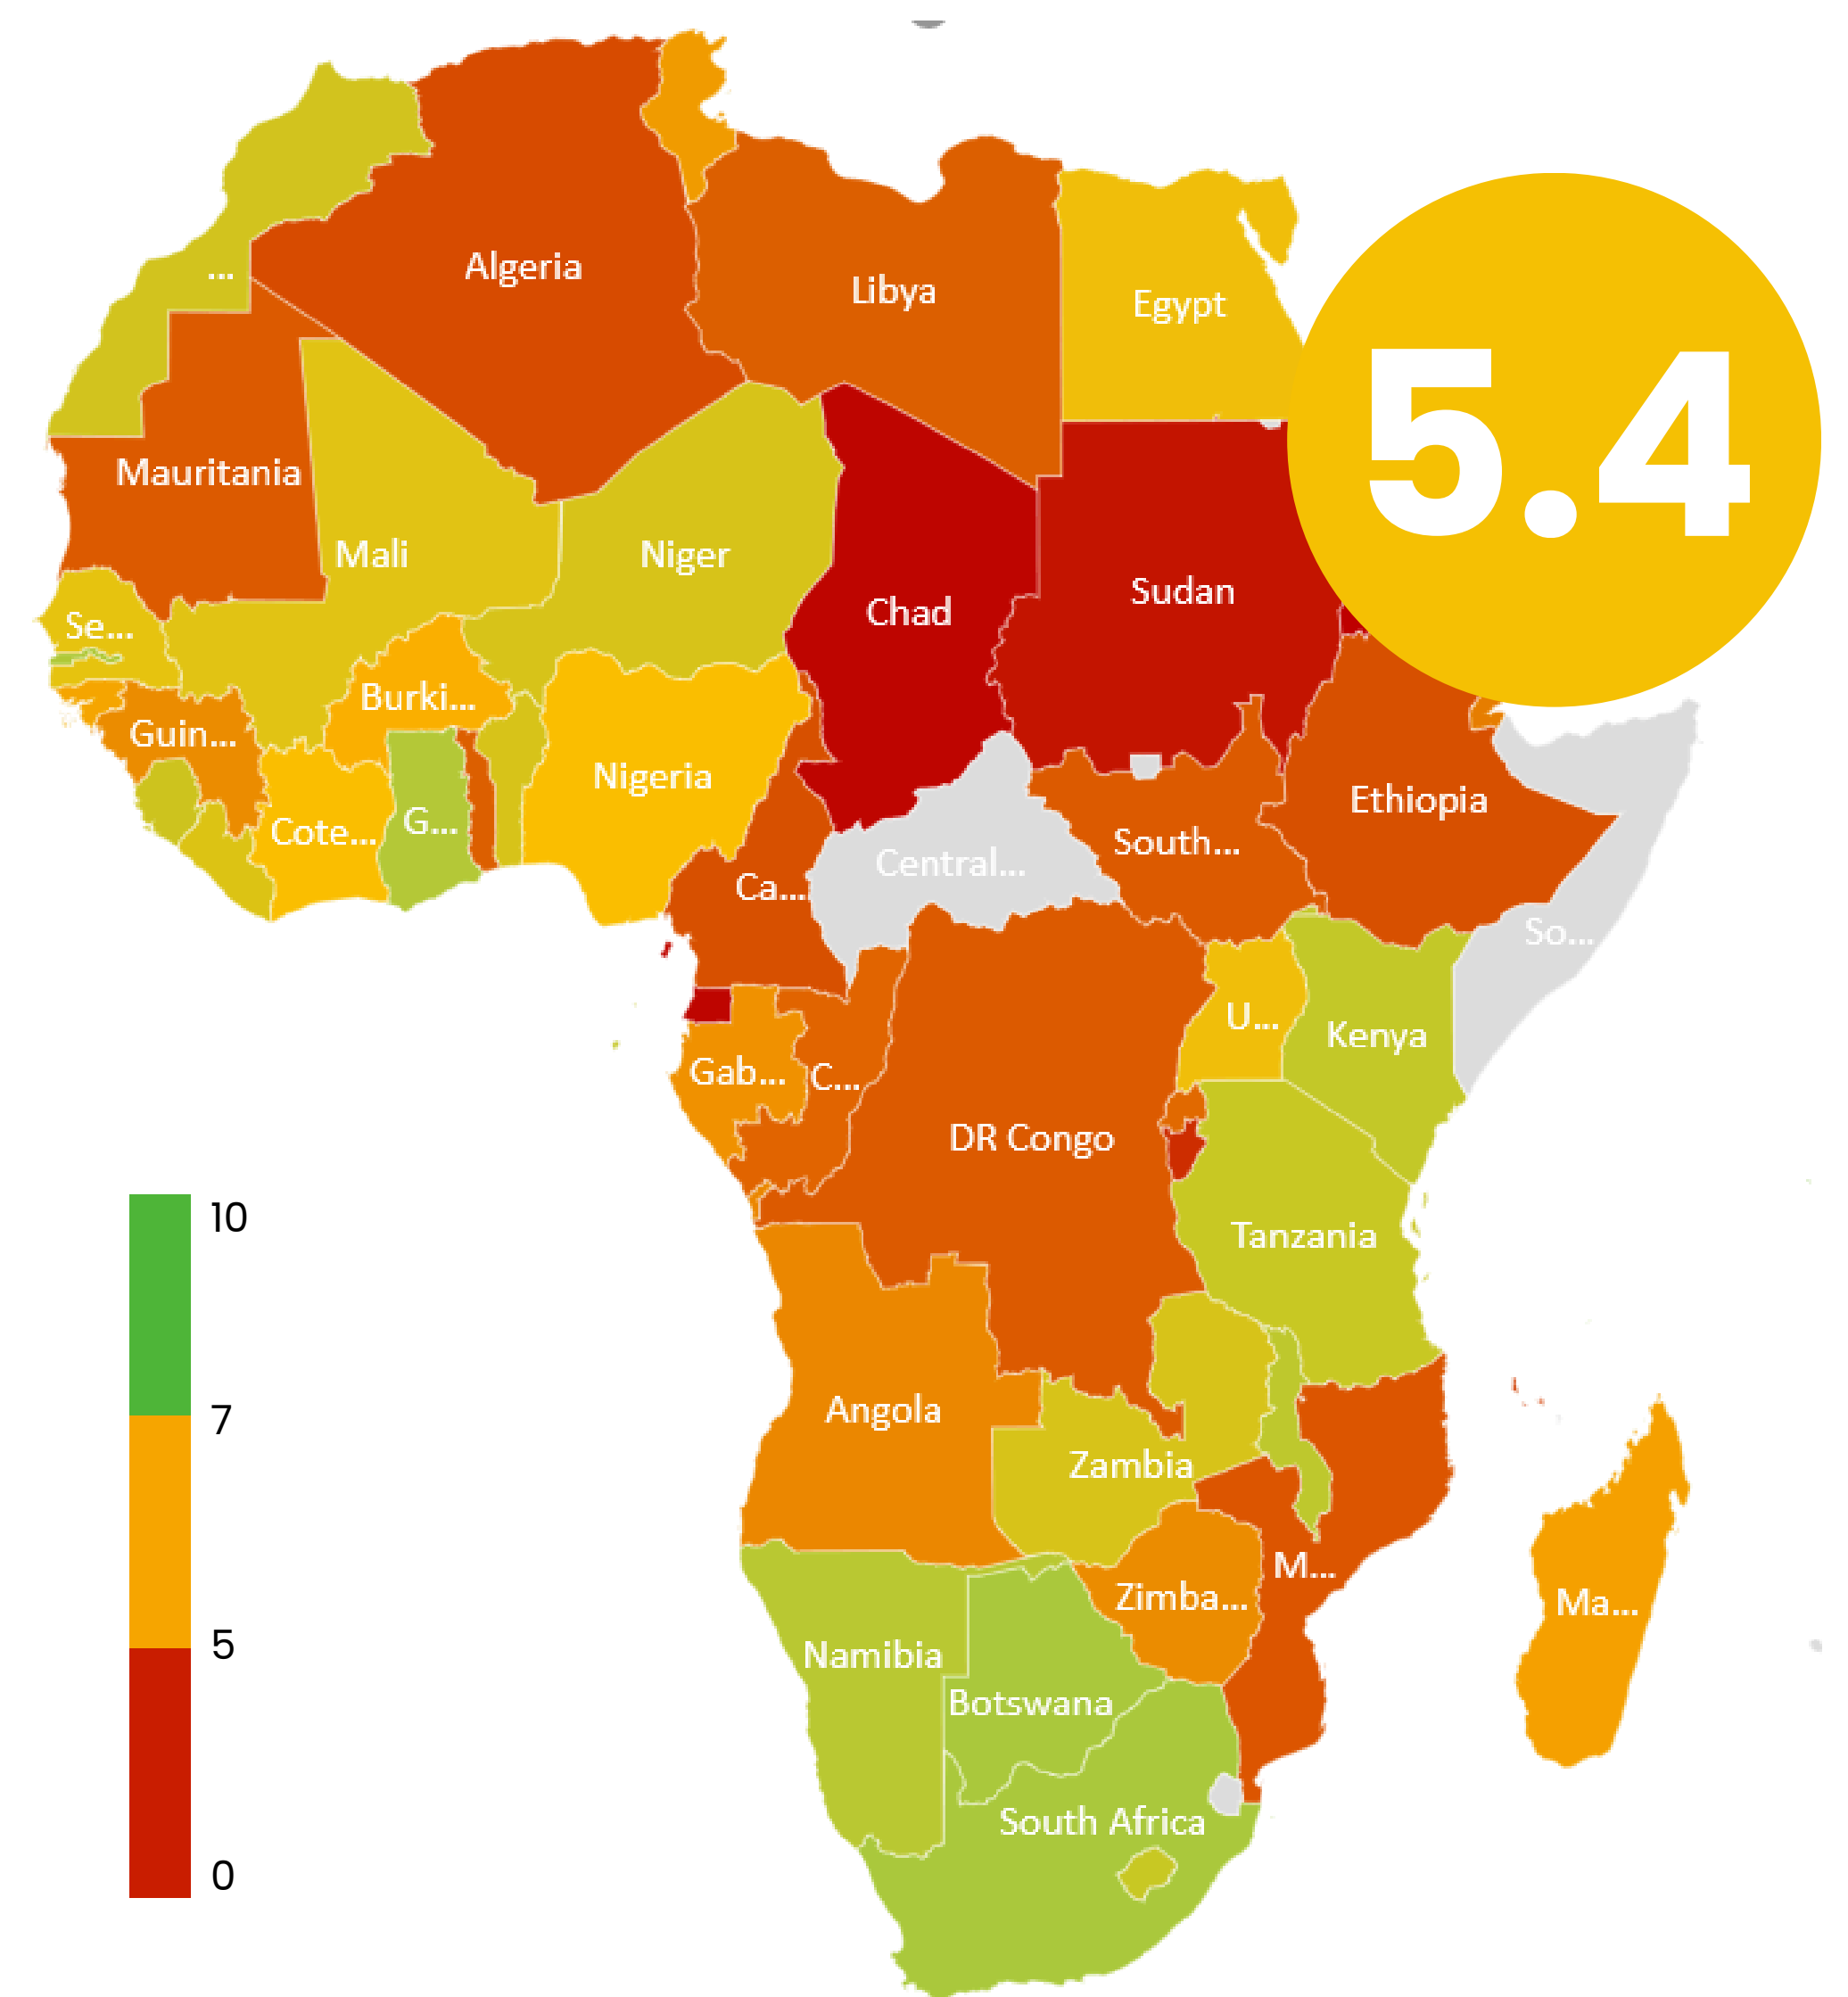 Algeria
...
Libya
Egypt
5.4
Mauritania
Mali
Niger
Sudan
Chad
Se...
Burki...
Guin...
Nigeria
Ethiopia
G...
Cote...
South...
Central...
Ca...
So...
U...
Kenya
Gab...
C...
DR Congo
10
Tanzania
7
Angola
Zambia
M...
Zimba...
Ma...
5
Namibia
Botswana
South Africa
0